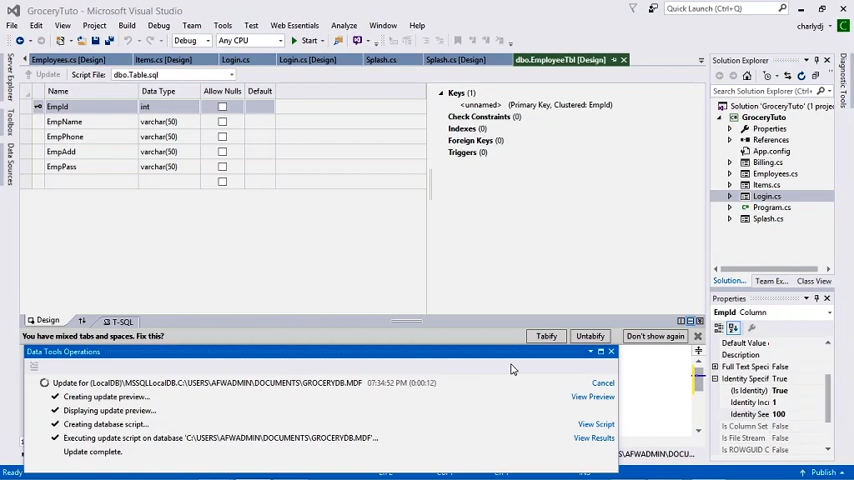 GroceryTuto - Microsoft Visual Studio
Quick Launch (Ctrl+Q)
File Edit View Project Build Debug Team Tools Test Web Essentials Analyze Window Help
charlydj
Debug Any CPU Start
Employees.cs [Design] Items.cs [Design] Login.cs Login.cs [Design] Splash.cs Splash.cs [Design] dbo.EmployeeTbl [Design]
Server Explorer
Toolbox
Data Sources
Update Script File: dbo.Table.sql
Name Data Type Allow Nulls Default
EmpId int
EmpName varchar(50)
EmpPhone varchar(50)
EmpAdd varchar(50)
EmpPass varchar(50)
Keys (1)
<unnamed> (Primary Key, Clustered: EmpId)
Check Constraints (0)
Indexes (0)
Foreign Keys (0)
Triggers (0)
Design T-SQL
You have mixed tabs and spaces. Fix this?
Tabify Untabify Don't show again
Data Tools Operations
Update for (LocalDB)\MSSQLLocalDB.C:\USERS\AFWADMIN\DOCUMENTS\GROCERYDB.MDF 07:34:52 PM (0:00:12) Cancel
Creating update preview... View Preview
Displaying update preview...
Creating database script... View Script
Executing update script on database 'C:\USERS\AFWADMIN\DOCUMENTS\GROCERYDB.MDF'... View Results
Update complete.
Solution Explorer
Search Solution Explorer (Ctrl+;)
Solution 'GroceryTuto' (1 project
GroceryTuto
Properties
References
App.config
Billing.cs
Employees.cs
Items.cs
Login.cs
Program.cs
Splash.cs
Solution... Team Ex... Class View
Properties
EmpId Column
Default Value
Description
Full Text Specif False
Identity Specifi True
(Is Identity) True
Identity Incr 1
Identity See 100
Is Column Set False
Is File Stream False
Is ROWGUID C False
Diagnostic Tools
Ready
Publish